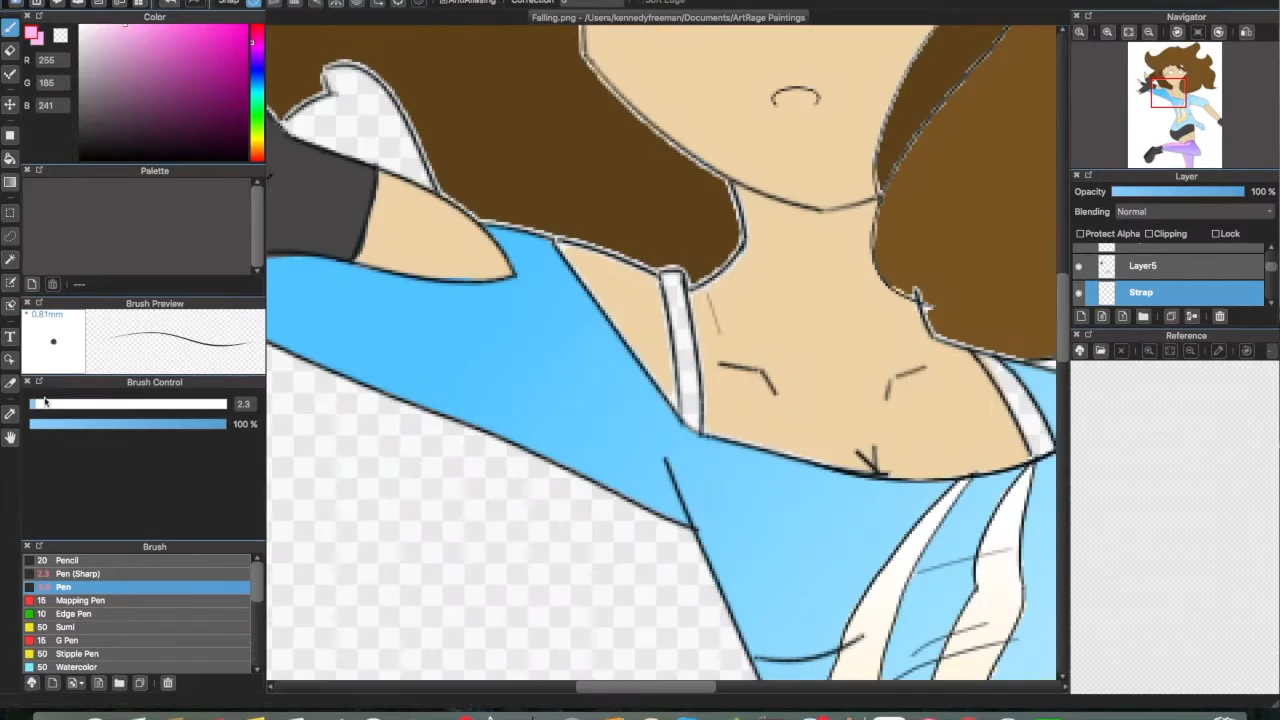 Snap
AntiAliasing
Correction
Soft Edge
Falling.png - /Users/kennedyfreeman/Documents/ArtRage Paintings
Color
R 255
G 185
B 241
Palette
---
Brush Preview
* 0.81mm
Brush Control
2.3
100 %
Brush
20 Pencil
2.3 Pen (Sharp)
Pen
15 Mapping Pen
10 Edge Pen
50 Sumi
15 G Pen
50 Stipple Pen
50 Watercolor
Navigator
Layer
Opacity 100 %
Blending Normal
Protect Alpha Clipping Lock
Layer5
Strap
Reference